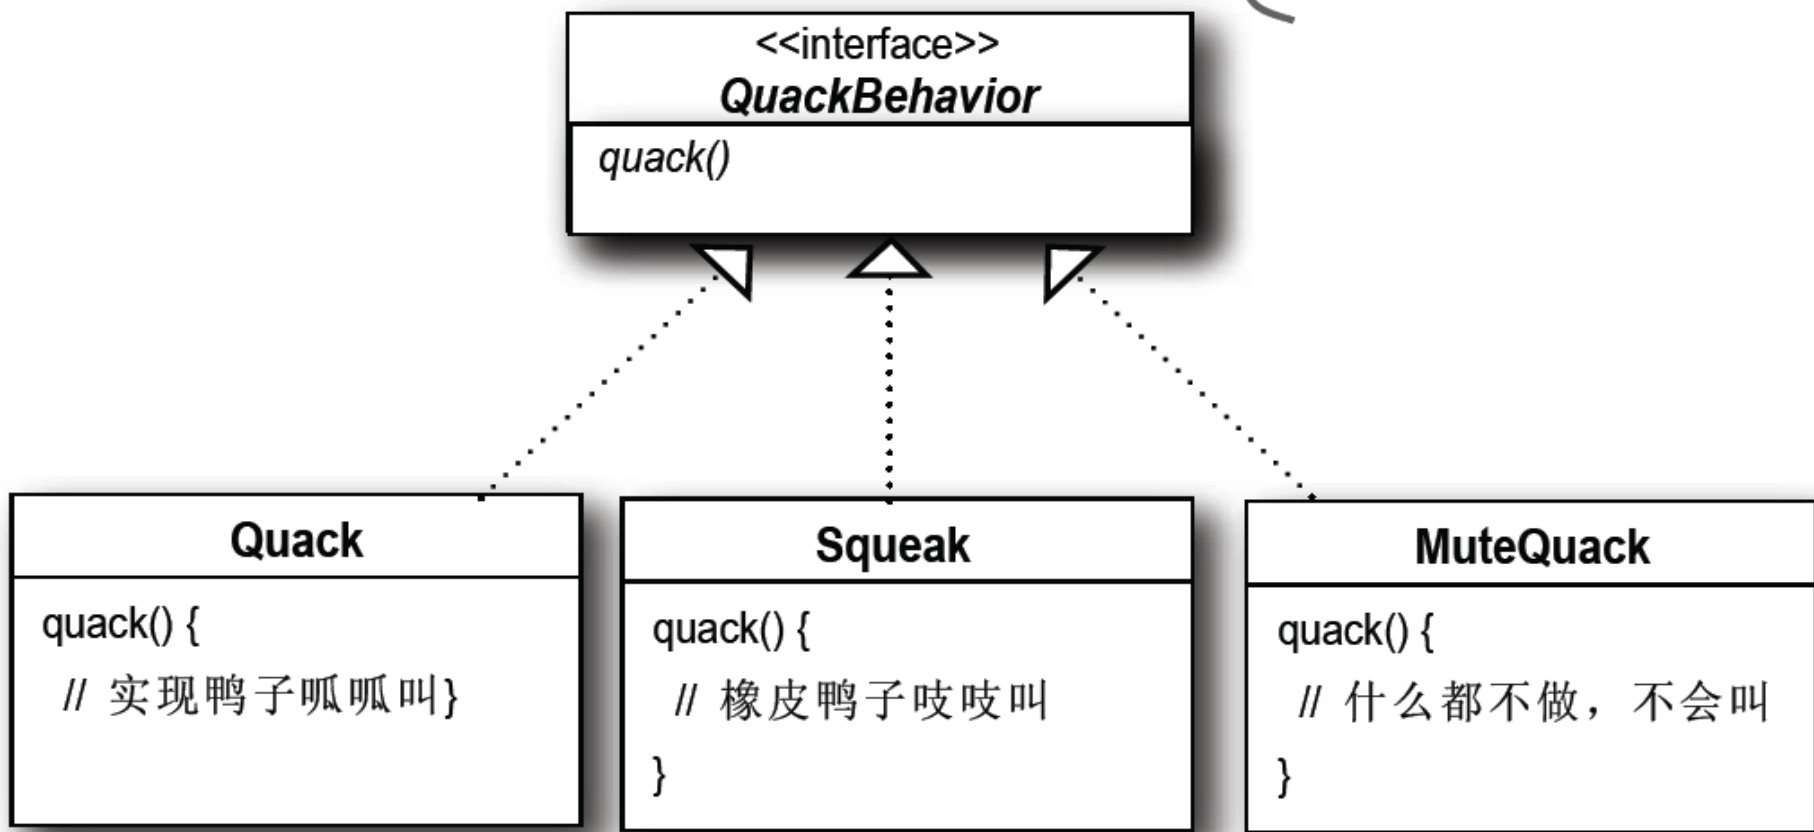 <<interface>>
QuackBehavior
quack()
Quack
quack() {
// 实现鸭子呱呱叫}
Squeak
quack() {
// 橡皮鸭子吱吱叫
}
MuteQuack
quack() {
// 什么都不做，不会叫
}